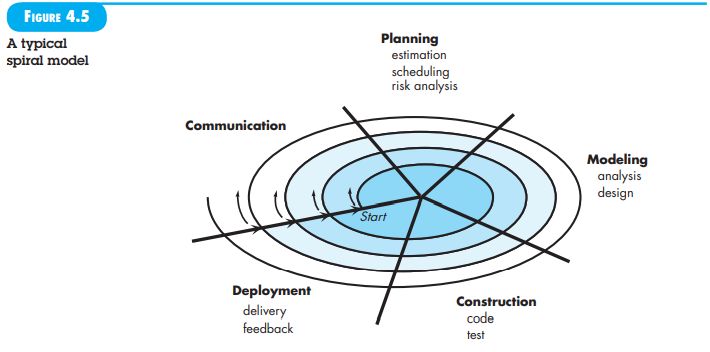 FIGURE 4.5
A typical
spiral model
Planning
estimation
scheduling
risk analysis
Communication
Modeling
analysis
design
Start
Deployment
delivery
feedback
Construction
code
test